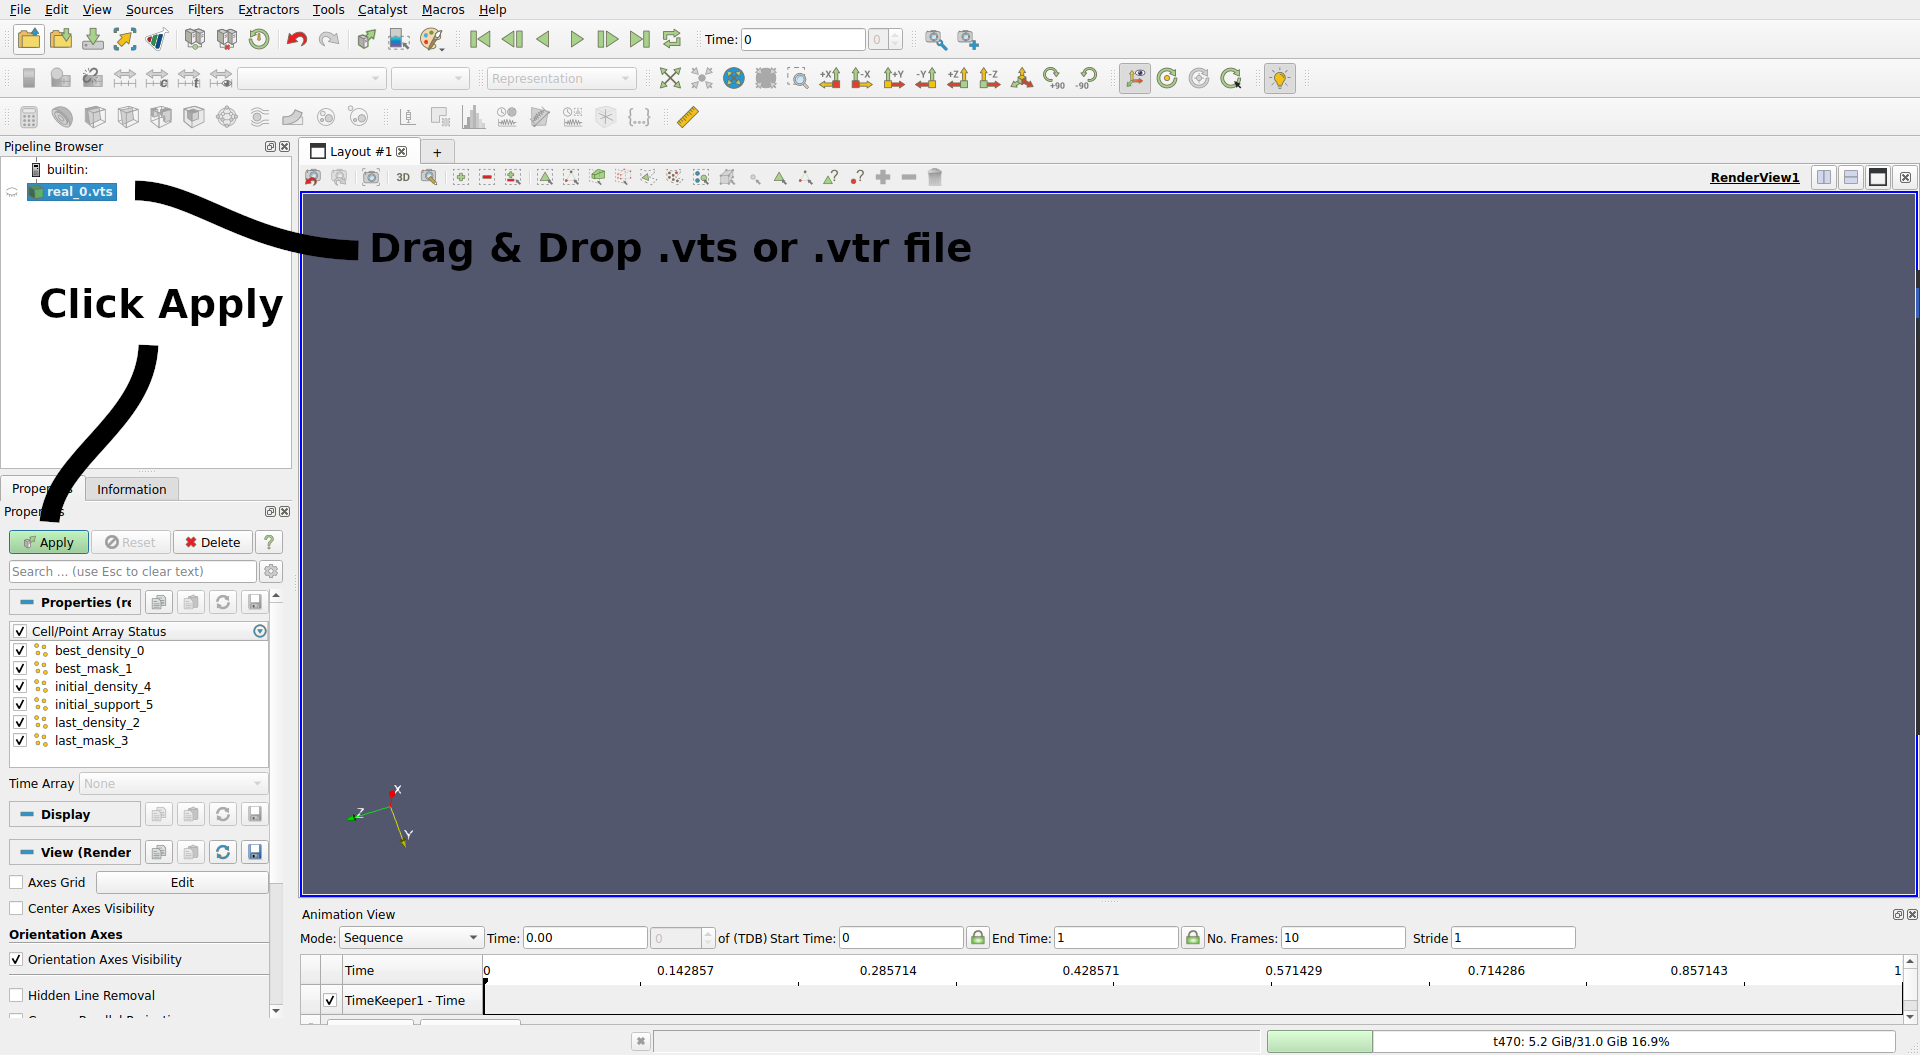 File Edit View Sources Filters Extractors Tools Catalyst Macros Help
Time: 0 0
Representation
+X -X +Y -Y +Z -Z +90 -90
Pipeline Browser
Layout #1 +
builtin:
real_0.vts
3D
RenderView1
Drag & Drop .vts or .vtr file
Click Apply
Information
Apply Reset Delete ?
Search ... (use Esc to clear text)
Properties (re
Cell/Point Array Status
best_density_0
best_mask_1
initial_density_4
initial_support_5
last_density_2
last_mask_3
Time Array None
Display
View (Render
Axes Grid Edit
Center Axes Visibility
Orientation Axes
Orientation Axes Visibility
Hidden Line Removal
X
Z
Y
Animation View
Mode: Sequence Time: 0.00 0 of (TDB) Start Time: 0 End Time: 1 No. Frames: 10 Stride 1
Time 0 0.142857 0.285714 0.428571 0.571429 0.714286 0.857143 1
TimeKeeper1 - Time
t470: 5.2 GiB/31.0 GiB 16.9%